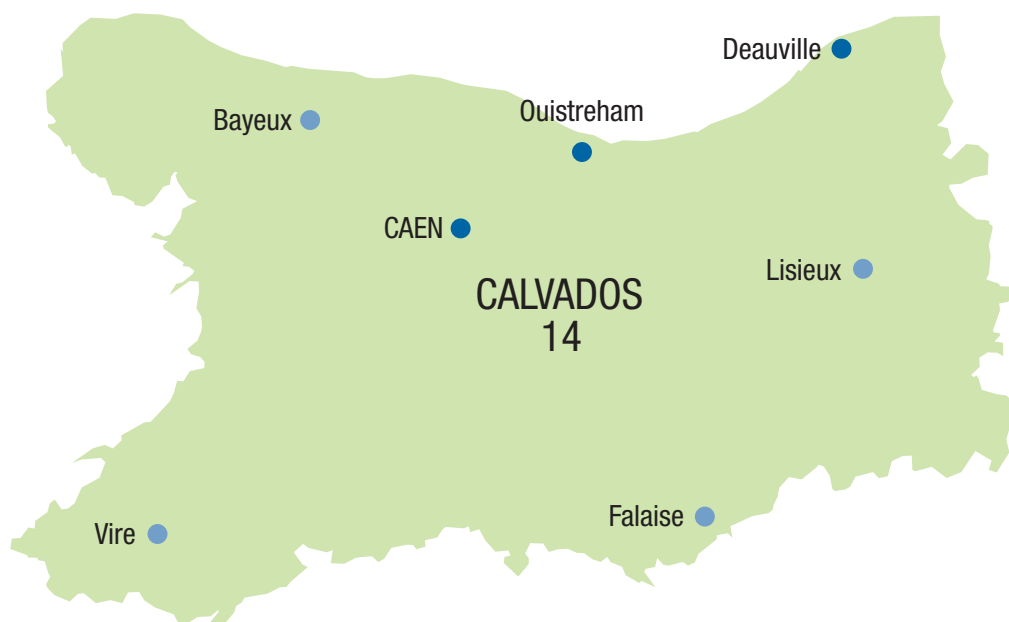 Deauville
Ouistreham
Bayeux
CAEN
Lisieux
CALVADOS
14
Falaise
Vire